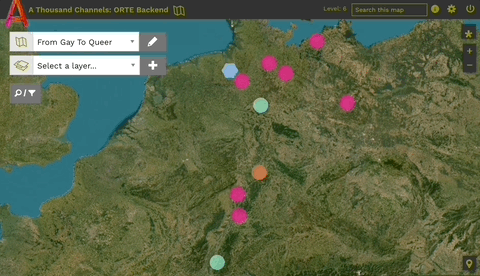 A Thousand Channels: ORTE Backend
Level: 6
Search this map
From Gay To Queer
Select a layer...